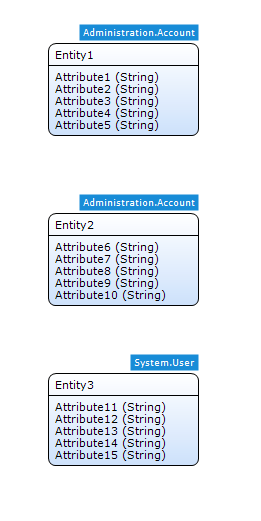 Administration.Account
Entity1
Attribute1 (String)
Attribute2 (String)
Attribute3 (String)
Attribute4 (String)
Attribute5 (String)
Administration.Account
Entity2
Attribute6 (String)
Attribute7 (String)
Attribute8 (String)
Attribute9 (String)
Attribute10 (String)
System.User
Entity3
Attribute11 (String)
Attribute12 (String)
Attribute13 (String)
Attribute14 (String)
Attribute15 (String)